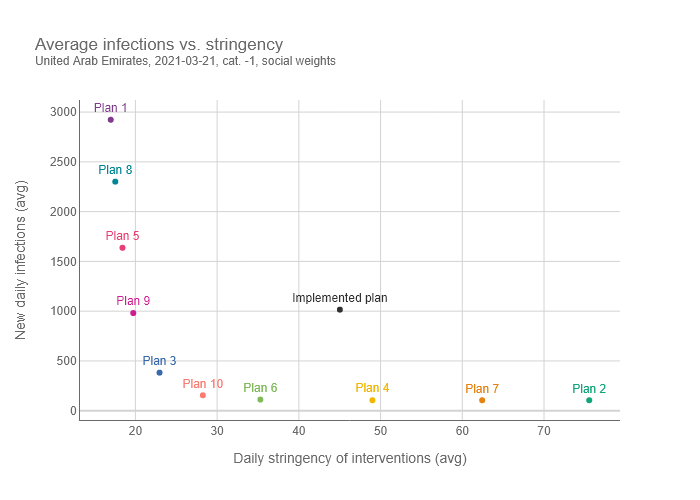 Average infections vs. stringency
United Arab Emirates, 2021-03-21, cat. -1, social weights
Plan 1
3000
2500
Plan 8
2000
Plan 5
1500
Plan 9
Implemented plan
1000
Plan 3
500
Plan 10
Plan 6
Plan 4
Plan 7
Plan 2
0
20
30
40
50
60
70
New daily infections (avg)
Daily stringency of interventions (avg)